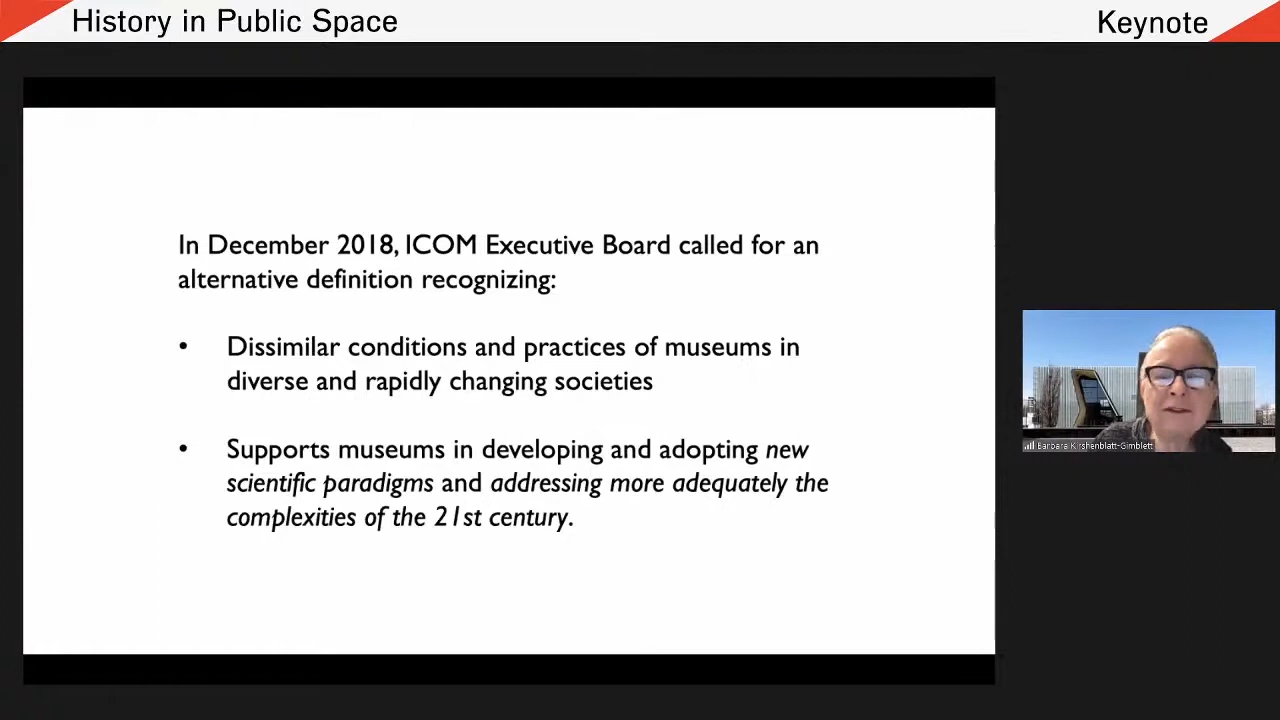 History in Public Space
Keynote
In December 2018, ICOM Executive Board called for an
alternative definition recognizing:
• Dissimilar conditions and practices of museums in
diverse and rapidly changing societies
• Supports museums in developing and adopting new
scientific paradigms and addressing more adequately the
complexities of the 21st century.
Barbara Kirshenblatt-Gimblett